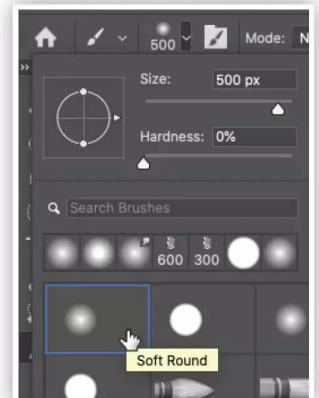 500 Mode: N
Size: 500 px
Hardness: 0%
Search Brushes
600 300
Soft Round